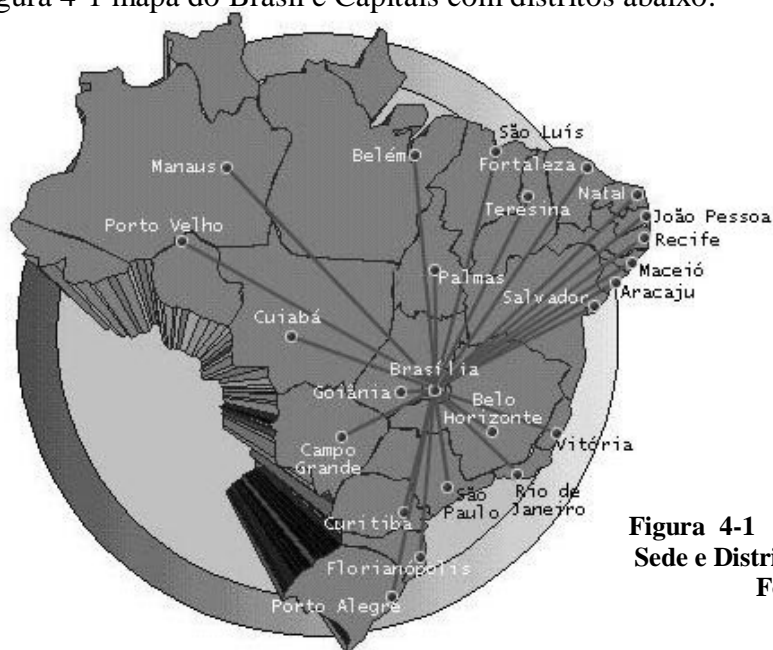 gura 4-1 mapa do Brasil e Capitais com distritos abaixo:
São Luís
Manaus
Belém
Fortaleza
Teresina
Natal
João Pessoa
Porto Velho
Recife
Palmas
Maceió
Salvador
Aracaju
Cuiabá
Brasília
Goiânia
Belo
Horizonte
Campo
Grande
Vitória
São
Paulo
Rio de
Janeiro
Curitiba
Florianópolis
Porto Alegre
Figura 4-1
Sede e Distri
Fe